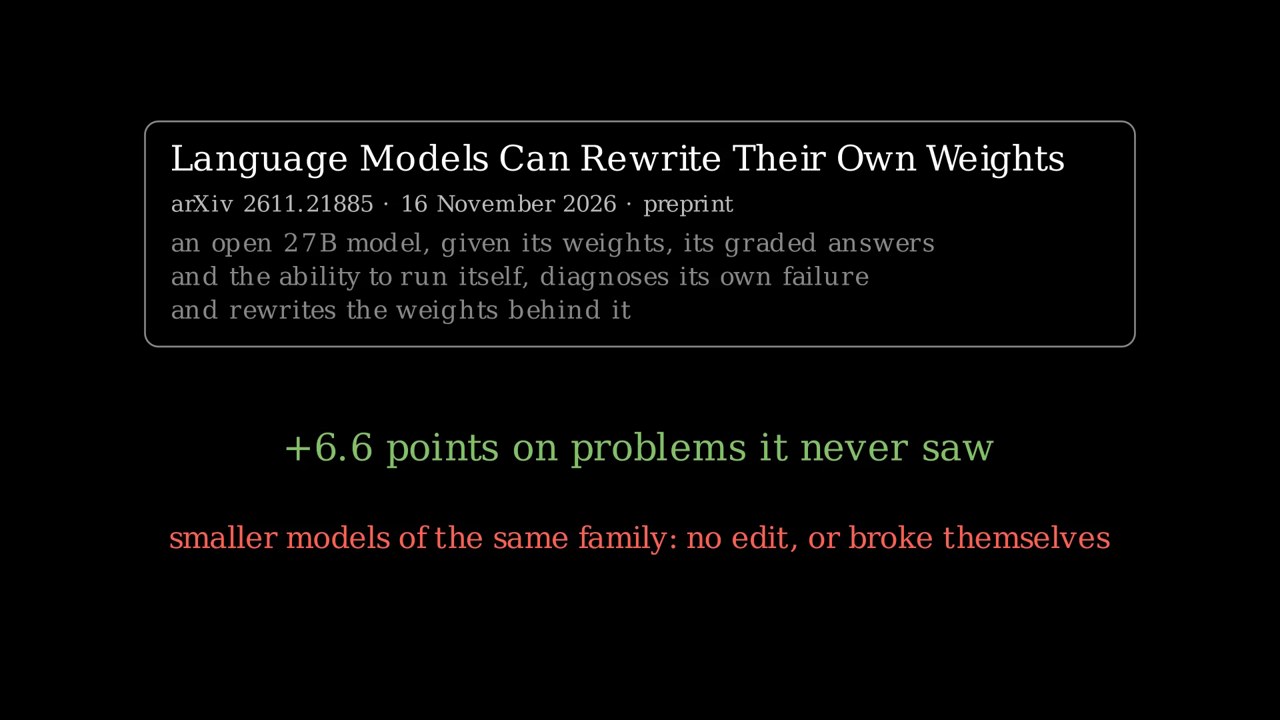 Language Models Can Rewrite Their Own Weights
arXiv 2611.21885 · 16 November 2026 · preprint
an open 27B model, given its weights, its graded answers
and the ability to run itself, diagnoses its own failure
and rewrites the weights behind it
+6.6 points on problems it never saw
smaller models of the same family: no edit, or broke themselves